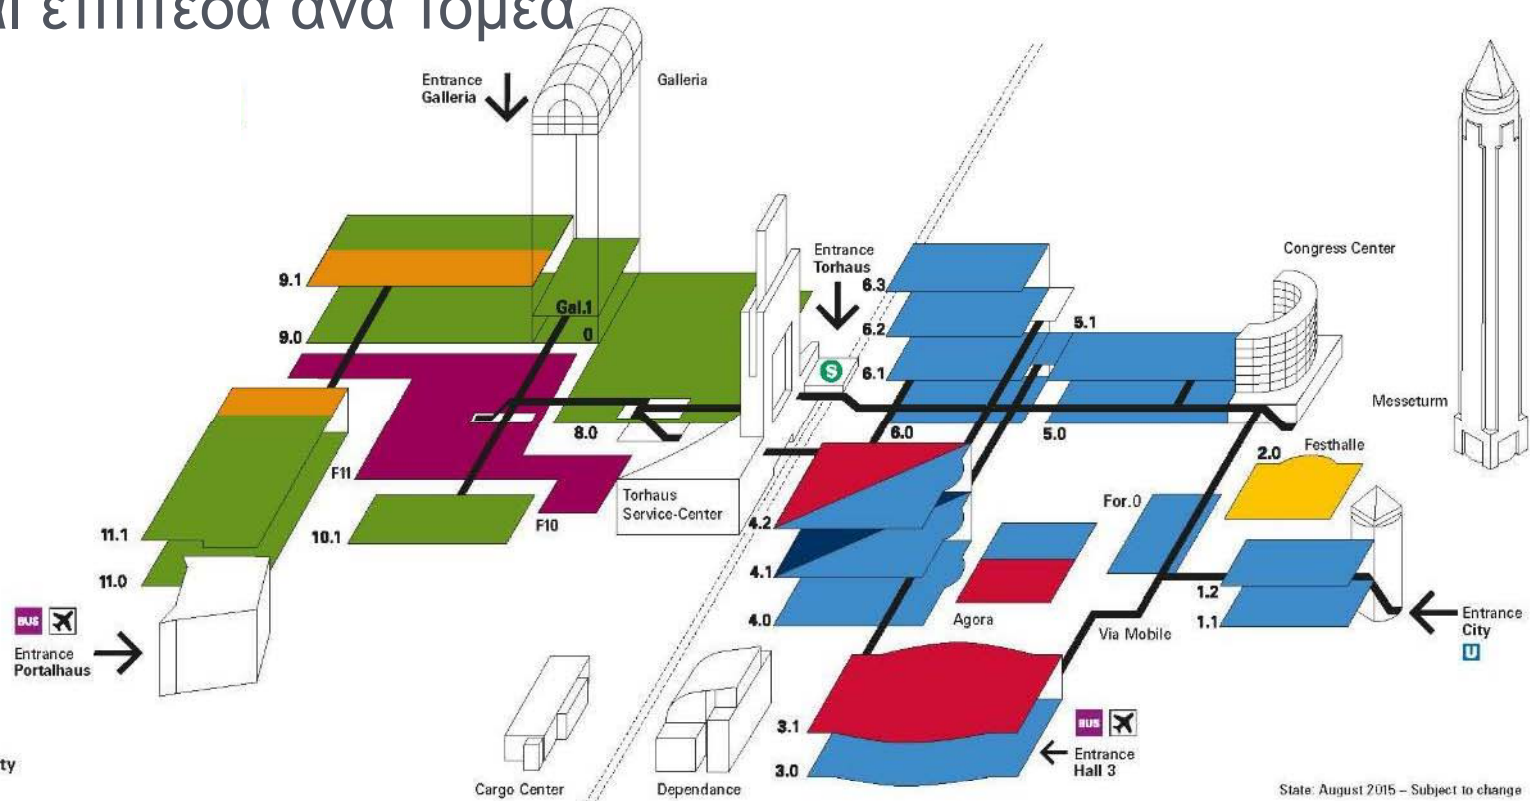 επίπεδα ανά τομέα
Entrance
Galleria
Galleria
Entrance
Torhaus
Congress Center
Messeturm
9.1
9.0
Gal.1
0
6.3
6.2
6.1
5.1
S
8.0
6.0
5.0
2.0
Festhalle
F11
Torhaus
Service-Center
For.0
F10
10.1
11.1
11.0
4.2
4.1
4.0
Agora
1.2
1.1
Via Mobile
Entrance
City
U
BUS
Entrance
Portalhaus
3.1
3.0
BUS
Entrance
Hall 3
ty
Cargo Center
Dependance
State: August 2015 – Subject to change